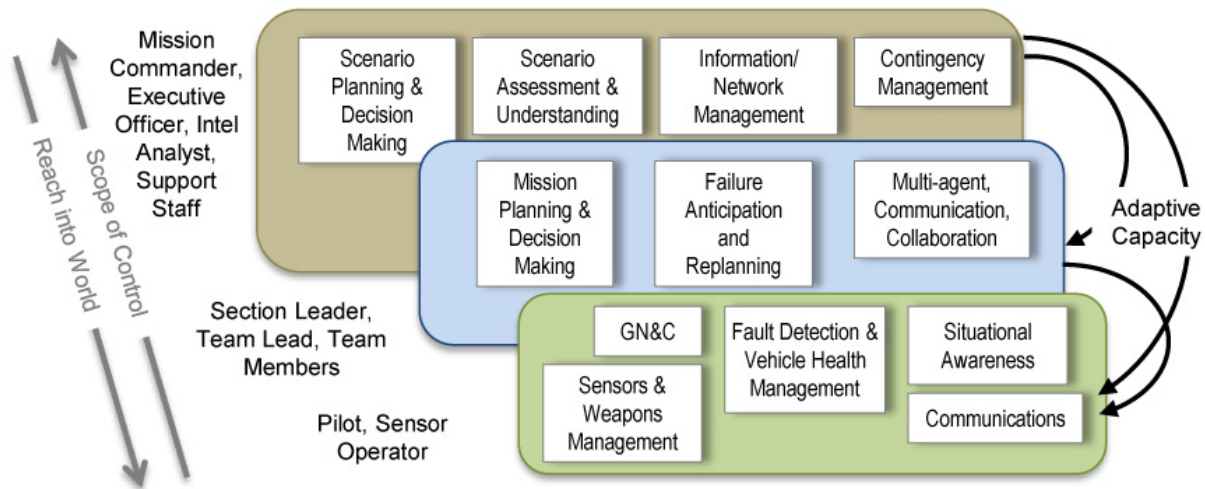 Mission
Commander,
Executive
Officer, Intel
Analyst,
Support
Staff
Reach into World
Scope of Control
Scenario
Planning &
Decision
Making
Scenario
Assessment &
Understanding
Information/
Network
Management
Contingency
Management
Mission
Planning &
Decision
Making
Failure
Anticipation
and
Replanning
Multi-agent,
Communication,
Collaboration
Adaptive
Capacity
Section Leader,
Team Lead, Team
Members
GN&C
Fault Detection &
Vehicle Health
Management
Situational
Awareness
Sensors &
Weapons
Management
Communications
Pilot, Sensor
Operator